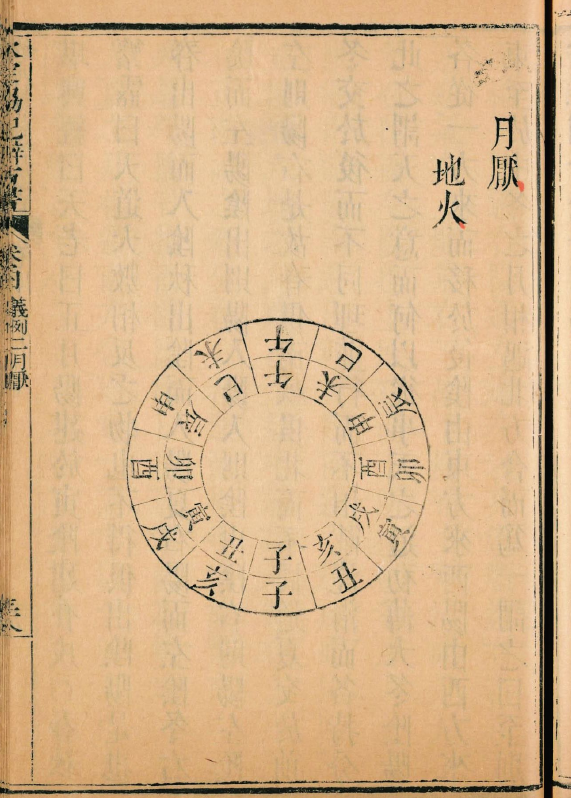 月厭
地火
午巳辰卯寅丑子亥戌酉申未
午未申酉戌亥子丑寅卯辰巳
定協紀辨方書
卷四
義例二
月厭